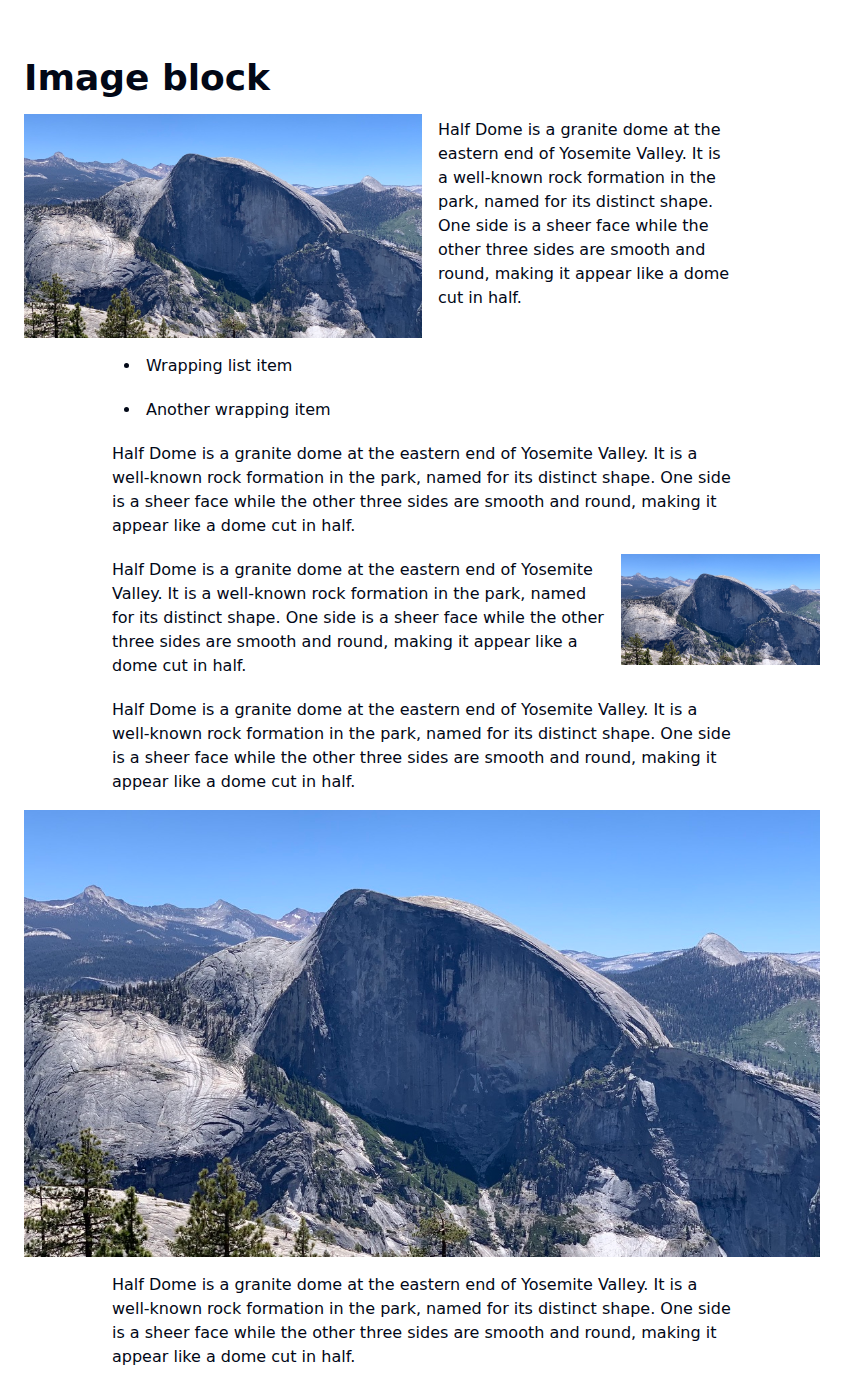 Image block
Half Dome is a granite dome at the
eastern end of Yosemite Valley. It is
a well-known rock formation in the
park, named for its distinct shape.
One side is a sheer face while the
other three sides are smooth and
round, making it appear like a dome
cut in half.
• Wrapping list item
• Another wrapping item
Half Dome is a granite dome at the eastern end of Yosemite Valley. It is a
well-known rock formation in the park, named for its distinct shape. One side
is a sheer face while the other three sides are smooth and round, making it
appear like a dome cut in half.
Half Dome is a granite dome at the eastern end of Yosemite
Valley. It is a well-known rock formation in the park, named
for its distinct shape. One side is a sheer face while the other
three sides are smooth and round, making it appear like a
dome cut in half.
Half Dome is a granite dome at the eastern end of Yosemite Valley. It is a
well-known rock formation in the park, named for its distinct shape. One side
is a sheer face while the other three sides are smooth and round, making it
appear like a dome cut in half.
Half Dome is a granite dome at the eastern end of Yosemite Valley. It is a
well-known rock formation in the park, named for its distinct shape. One side
is a sheer face while the other three sides are smooth and round, making it
appear like a dome cut in half.